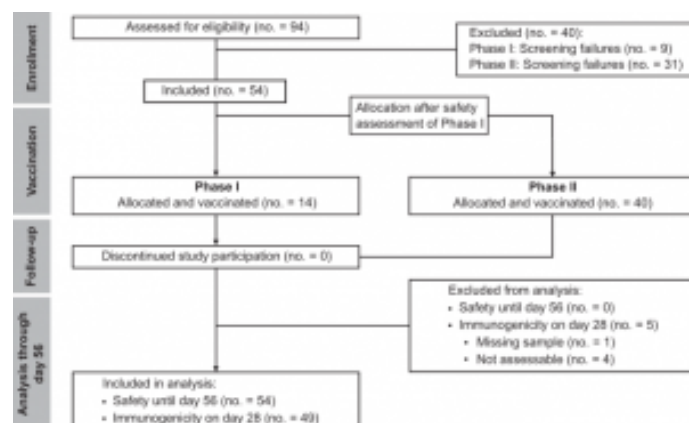 Enrollment
Assessed for eligibility (no. = 94)
Excluded (no. = 40):
Phase I: Screening failures (no. = 9)
Phase II: Screening failures (no. = 31)
Included (no. = 54)
Vaccination
Allocation after safety
assessment of Phase I
Phase I
Allocated and vaccinated (no. = 14)
Phase II
Allocated and vaccinated (no. = 40)
Follow-up
Discontinued study participation (no. = 0)
Analysis through
day 56
Excluded from analysis:
• Safety until day 56 (no. = 0)
• Immunogenicity on day 28 (no. = 5)
• Missing sample (no. = 1)
• Not assessable (no. = 4)
Included in analysis:
• Safety until day 56 (no. = 54)
• Immunogenicity on day 28 (no. = 49)